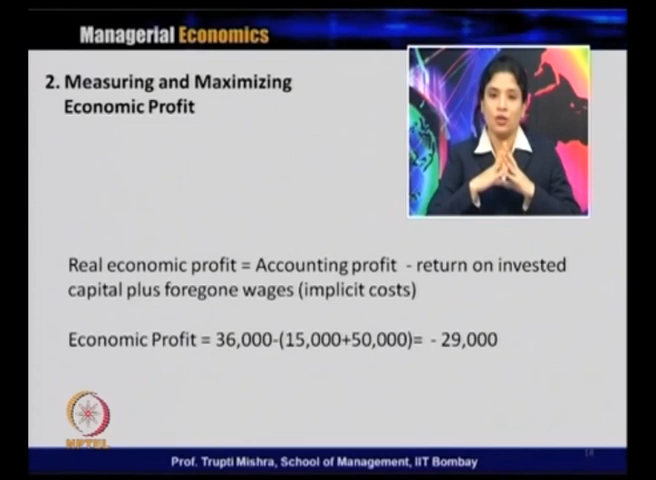 Managerial Economics
2. Measuring and Maximizing
Economic Profit
Real economic profit = Accounting profit - return on invested
capital plus foregone wages (implicit costs)
Economic Profit = 36,000-(15,000+50,000)= - 29,000
NPTEL
Prof. Trupti Mishra, School of Management, IIT Bombay
18